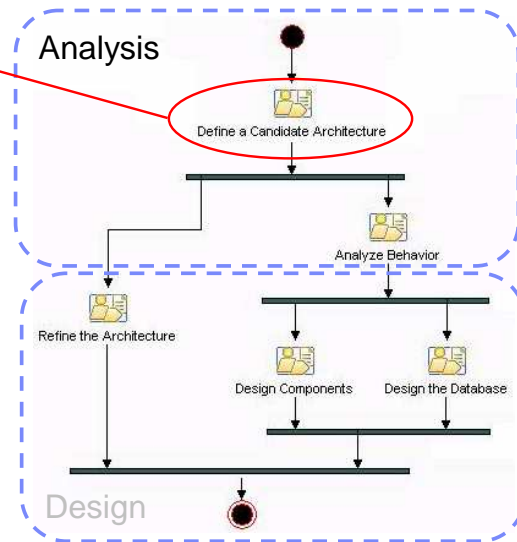 Analysis
Define a Candidate Architecture
Analyze Behavior
Refine the Architecture
Design Components
Design the Database
Design